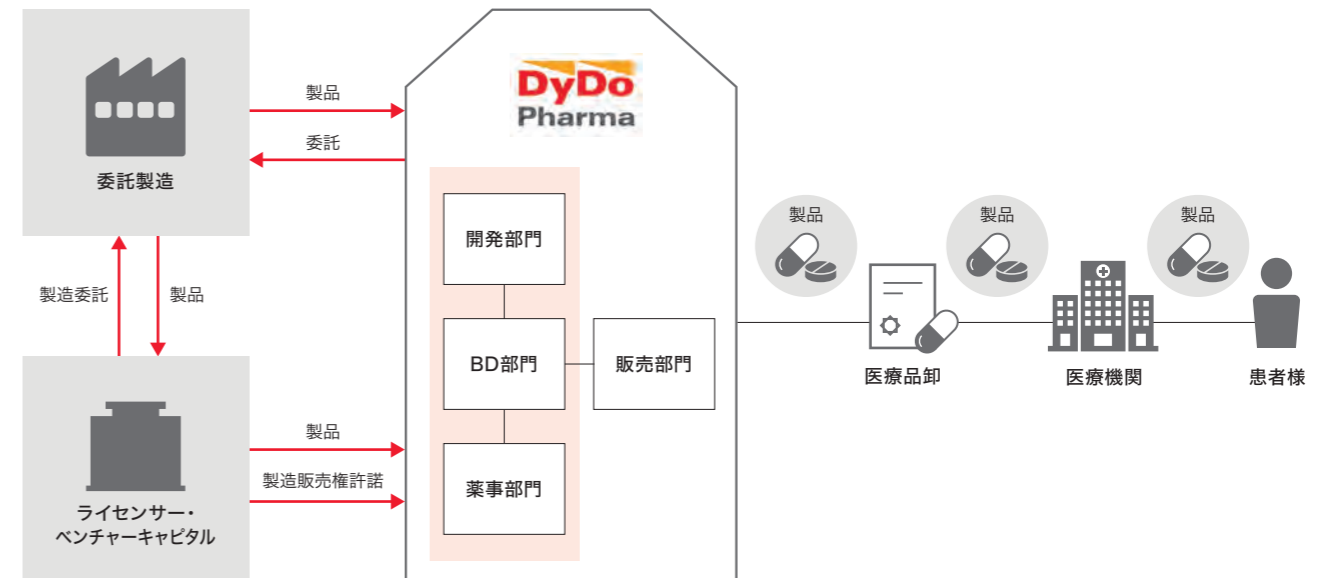 委託製造
製品
委託
製造委託
製品
ライセンサー・
ベンチャーキャピタル
製品
製造販売権許諾
DyDo
Pharma
開発部門
BD部門
販売部門
薬事部門
製品
医療品卸
製品
医療機関
製品
患者様